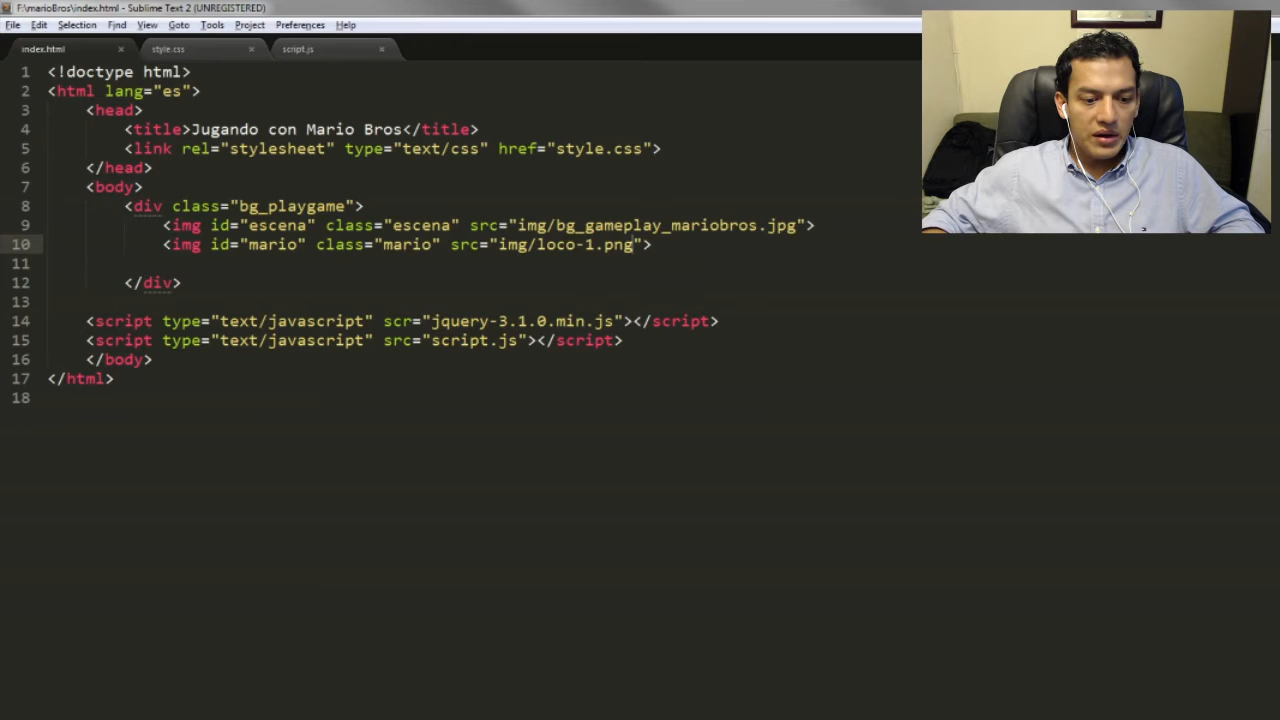 F:\marioBros\index.html - Sublime Text 2 (UNREGISTERED)
File Edit Selection Find View Goto Tools Project Preferences Help
index.html × style.css × script.js ×
1 <!doctype html>
2 <html lang="es">
3 <head>
4 <title>Jugando con Mario Bros</title>
5 <link rel="stylesheet" type="text/css" href="style.css">
6 </head>
7 <body>
8 <div class="bg_playgame">
9 <img id="escena" class="escena" src="img/bg_gameplay_mariobros.jpg">
10 <img id="mario" class="mario" src="img/loco-1.png">
11
12 </div>
13
14 <script type="text/javascript" scr="jquery-3.1.0.min.js"></script>
15 <script type="text/javascript" src="script.js"></script>
16 </body>
17 </html>
18